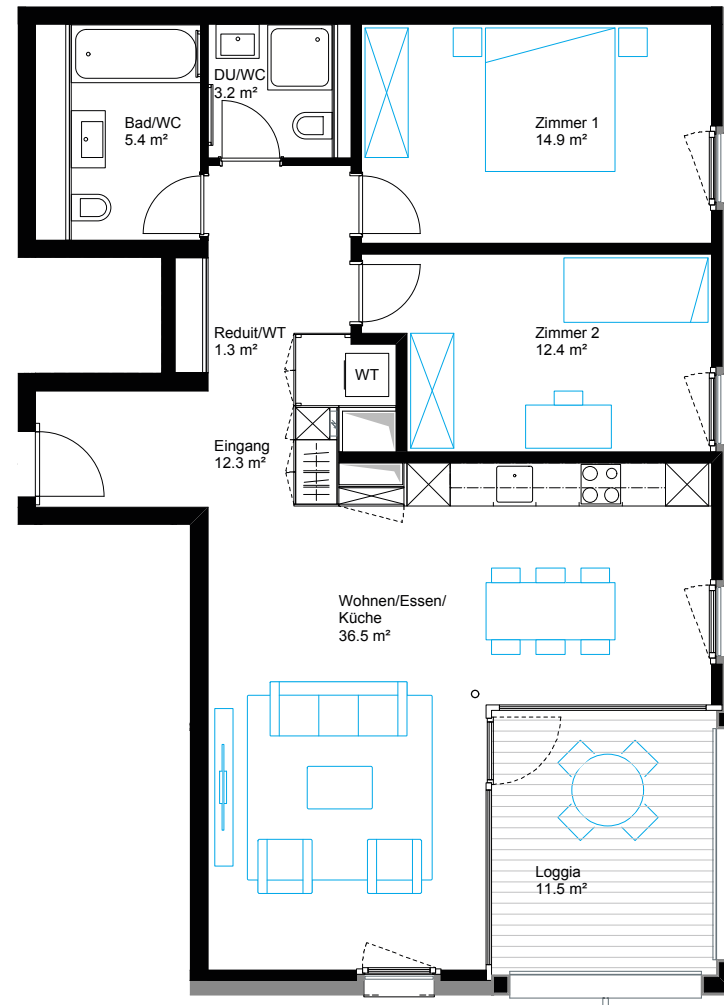 DU/WC
3.2 m²
Bad/WC
5.4 m²
Zimmer 1
14.9 m²
Reduit/WT
1.3 m²
WT
Zimmer 2
12.4 m²
Eingang
12.3 m²
Wohnen/Essen/
Küche
36.5 m²
Loggia
11.5 m²